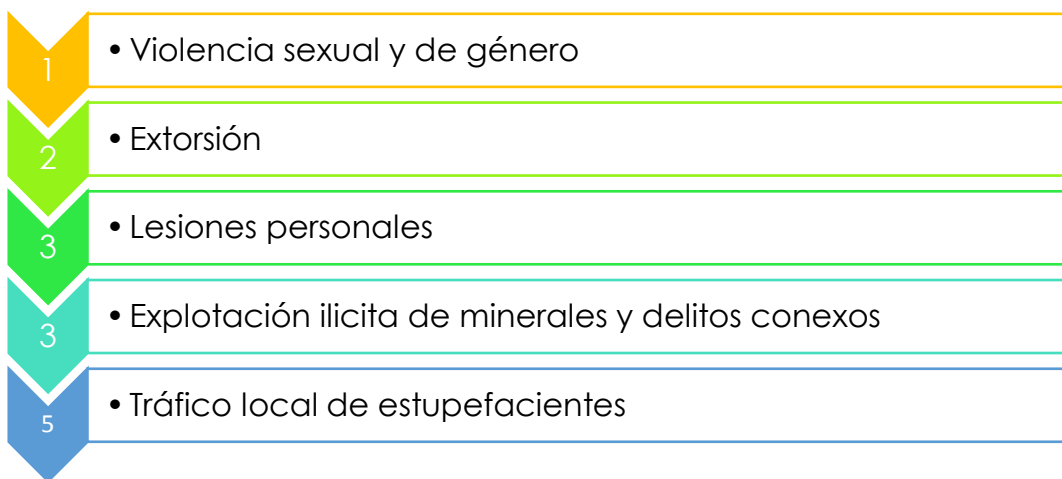 1
• Violencia sexual y de género
2
• Extorsión
3
• Lesiones personales
3
• Explotación ilicita de minerales y delitos conexos
5
• Tráfico local de estupefacientes